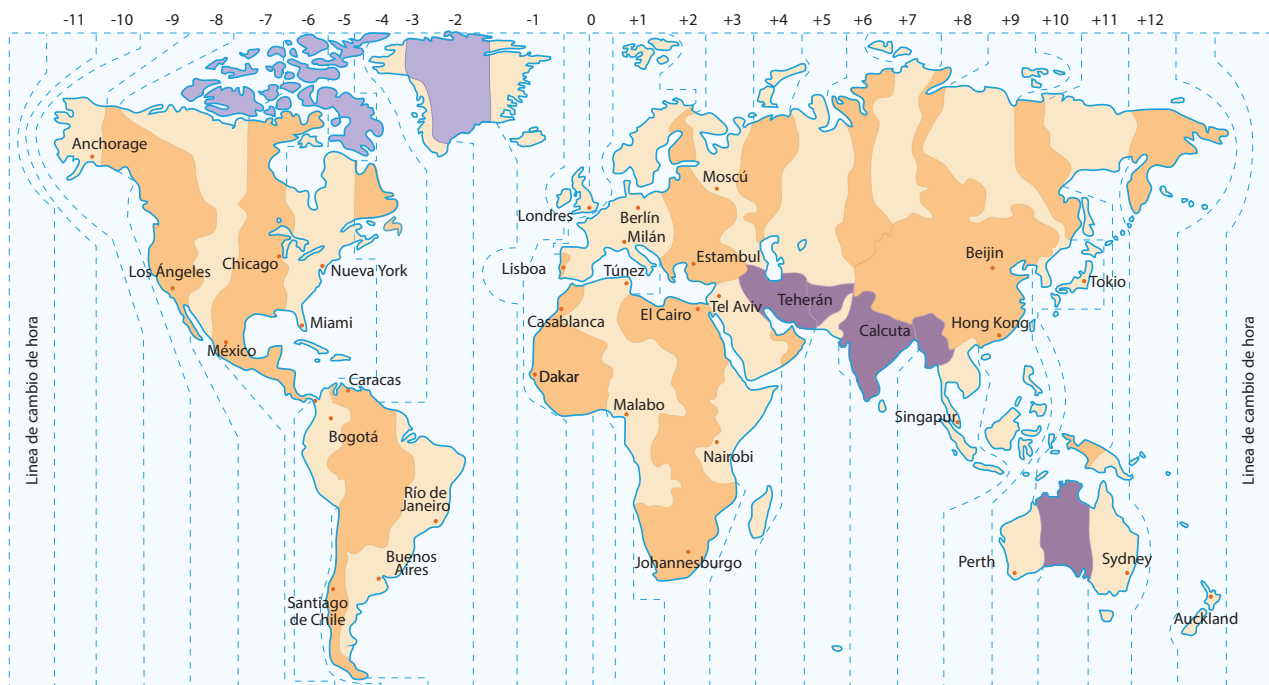 -11 -10 -9 -8 -7 -6 -5 -4 -3 -2 -1 0 +1 +2 +3 +4 +5 +6 +7 +8 +9 +10 +11 +12
Anchorage
Moscú
Londres
Berlín
Milán
Chicago
Los Ángeles
Nueva York
Lisboa
Túnez
Estambul
Beijin
Tokio
Teherán
Tel Aviv
El Cairo
Casablanca
Miami
Calcuta
Hong Kong
México
Linea de cambio de hora
Linea de cambio de hora
Caracas
Dakar
Malabo
Singapur
Bogotá
Nairobi
Río de
Janeiro
Buenos
Aires
Johannesburgo
Perth
Sydney
Santiago
de Chile
Auckland